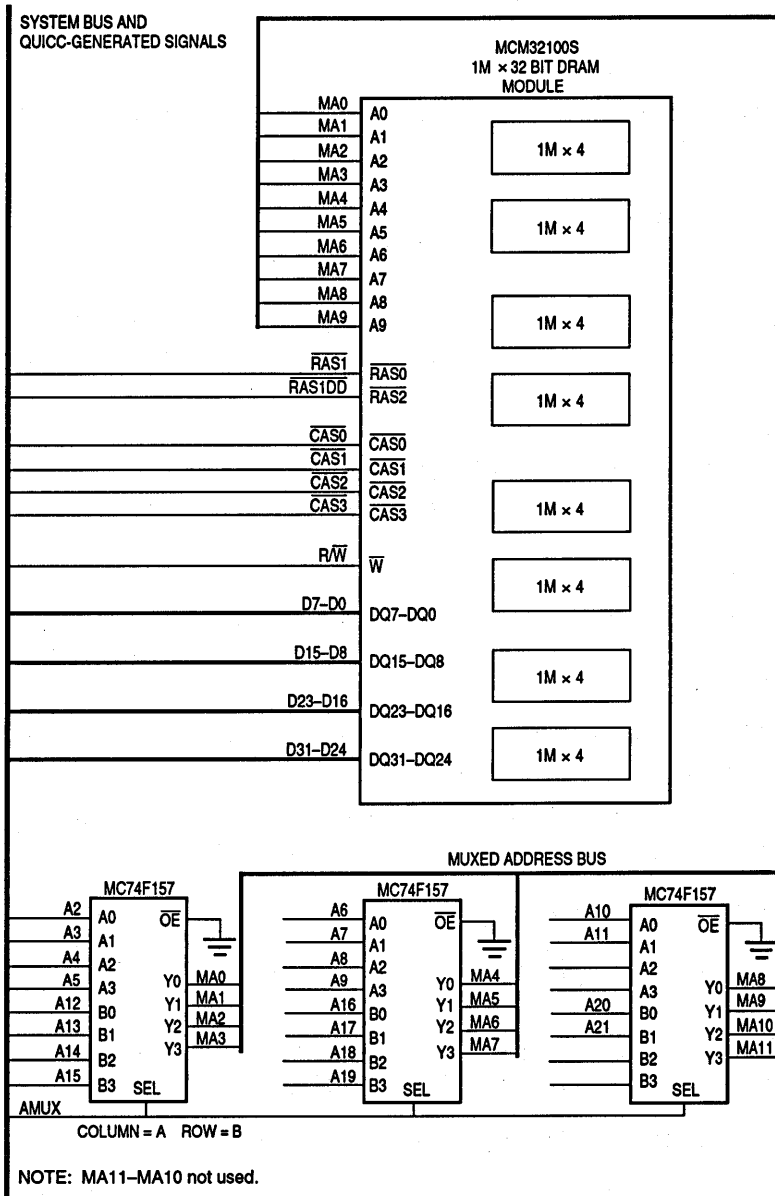 SYSTEM BUS AND
QUICC-GENERATED SIGNALS
MCM32100S
1M × 32 BIT DRAM
MODULE
MA0 A0
MA1 A1
MA2 A2
MA3 A3
MA4 A4
MA5 A5
MA6 A6
MA7 A7
MA8 A8
MA9 A9
RAS1 RAS0
RAS1DD RAS2
CAS0 CAS0
CAS1 CAS1
CAS2 CAS2
CAS3 CAS3
R/W W
D7–D0 DQ7–DQ0
D15–D8 DQ15–DQ8
D23–D16 DQ23–DQ16
D31–D24 DQ31–DQ24
1M × 4
1M × 4
1M × 4
1M × 4
1M × 4
1M × 4
1M × 4
1M × 4
MUXED ADDRESS BUS
MC74F157
A2 A0 OE
A3 A1
A4 A2
A5 A3 Y0 MA0
A12 B0 Y1 MA1
A13 B1 Y2 MA2
A14 B2 Y3 MA3
A15 B3 SEL
MC74F157
A6 A0 OE
A7 A1
A8 A2
A9 A3 Y0 MA4
A16 B0 Y1 MA5
A17 B1 Y2 MA6
A18 B2 Y3 MA7
A19 B3 SEL
MC74F157
A10 A0 OE
A11 A1
A2
A3 Y0 MA8
A20 B0 Y1 MA9
A21 B1 Y2 MA10
B2 Y3 MA11
B3 SEL
AMUX
COLUMN = A ROW = B
NOTE: MA11–MA10 not used.